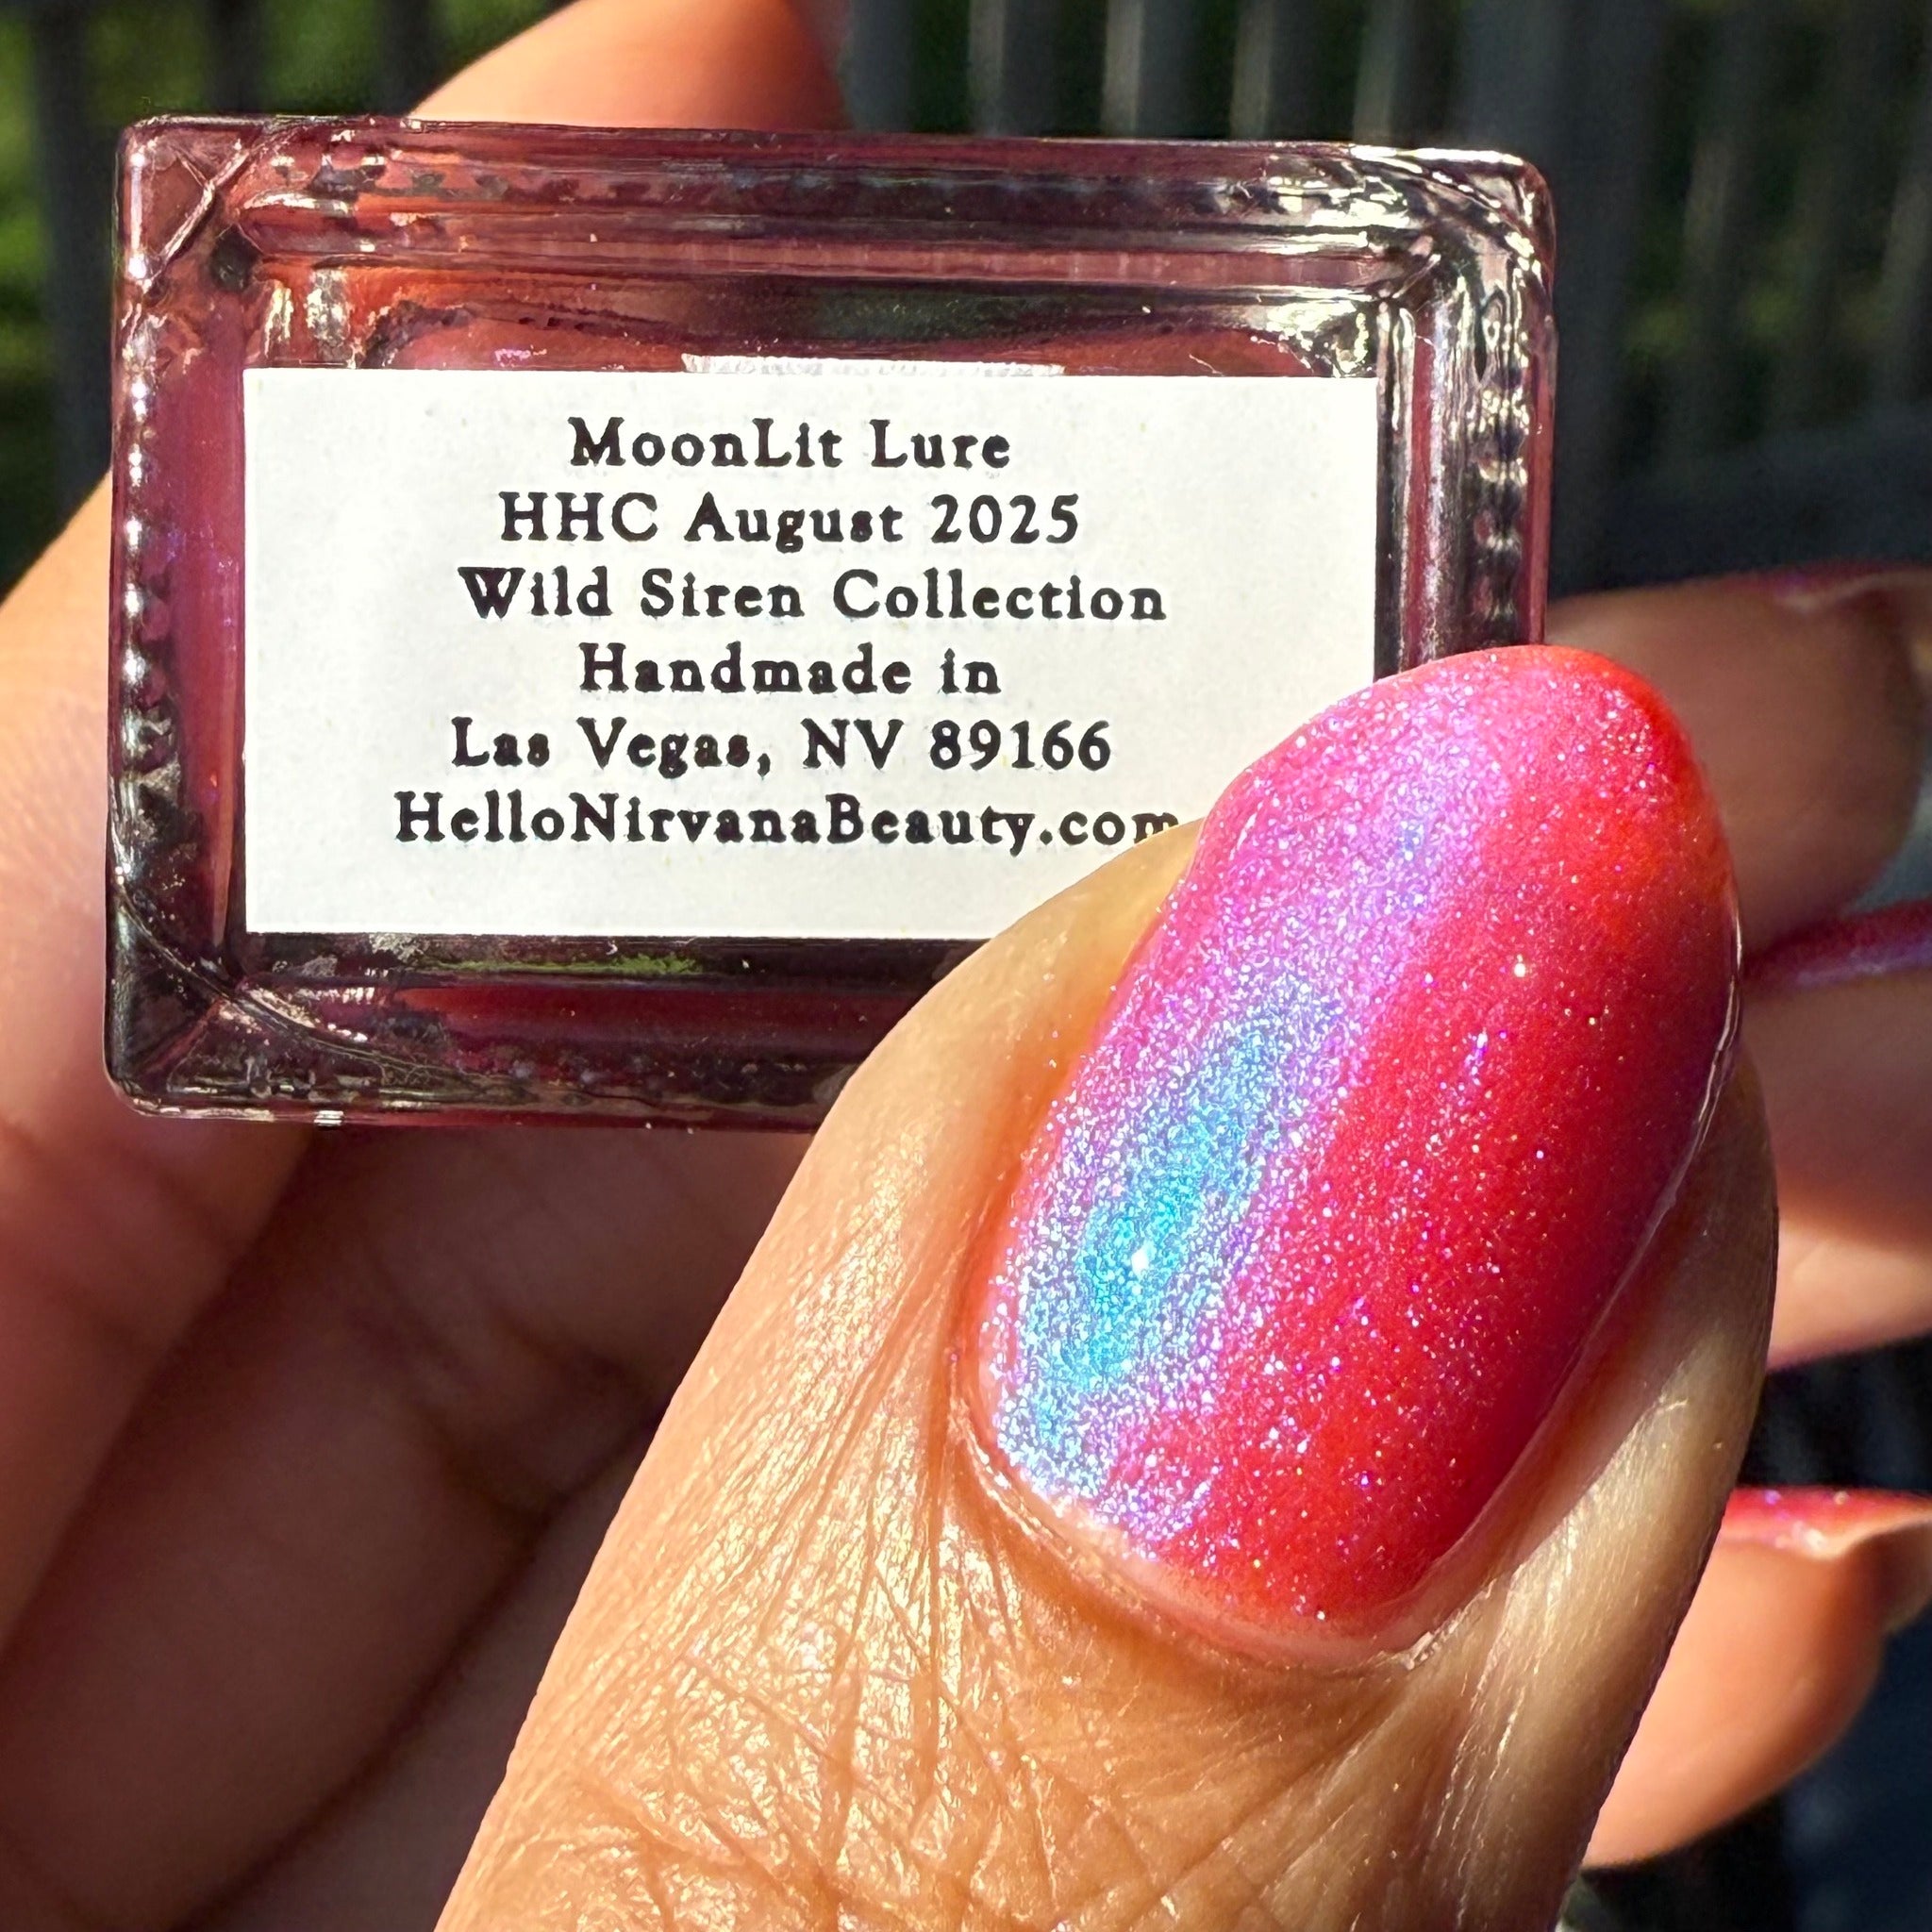 MoonLit Lure
HHC August 2025
Wild Siren Collection
Handmade in
Las Vegas, NV 89166
HelloNirvanaBeauty.com